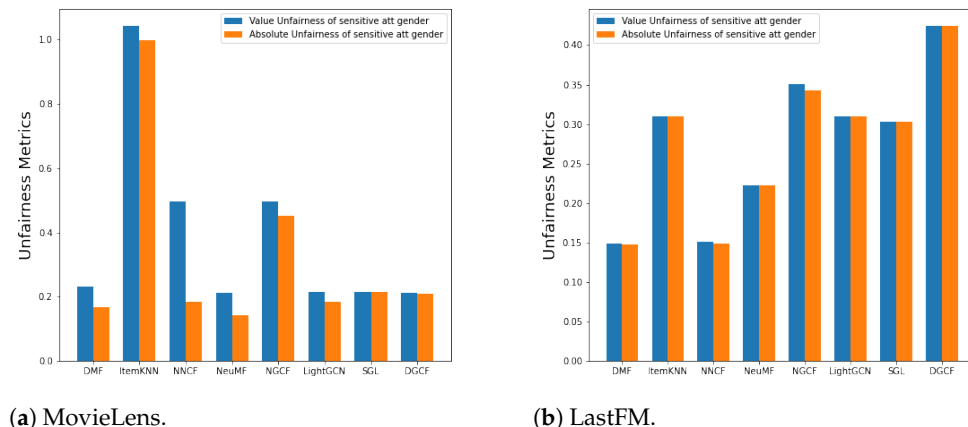 Value Unfairness of sensitive att gender
Absolute Unfairness of sensitive att gender
Unfairness Metrics
1.0
0.8
0.6
0.4
0.2
0.0
DMF ItemKNN NNCF NeuMF NGCF LightGCN SGL DGCF
(a) MovieLens.
Value Unfairness of sensitive att gender
Absolute Unfairness of sensitive att gender
Unfairness Metrics
0.40
0.35
0.30
0.25
0.20
0.15
0.10
0.05
0.00
DMF ItemKNN NNCF NeuMF NGCF LightGCN SGL DGCF
(b) LastFM.